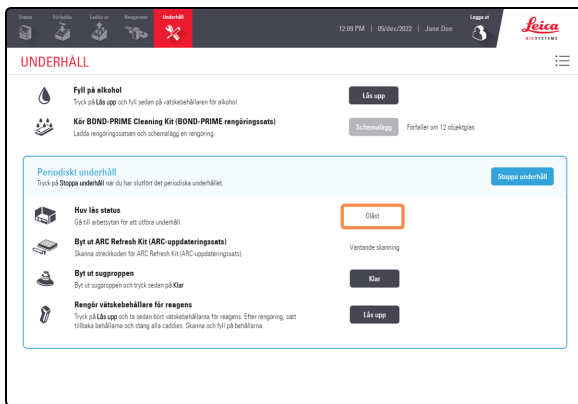 Status Förbedda Ladda ur Reagenser Underhåll Logga ut
12:09 PM | 05/dec/2022 | Jane Doe
Leica
BIOSYSTEMS
UNDERHÅLL
Fyll på alkohol
Tryck på Lås upp och fyll sedan på vätskebehållaren för alkohol.
Lås upp
Kör BOND-PRIME Cleaning Kit (BOND-PRIME rengöringssats)
Ladda rengöringssatsen och schemalägg en rengöring.
Schemalägg
Förfaller om 12 objektglas
Periodiskt underhåll
Tryck på Stoppa underhåll när du har slutfört det periodiska underhållet.
Stoppa underhåll
Huv lås status
Gå till arbetsytan för att utföra underhåll.
Olåst
Byt ut ARC Refresh Kit (ARC-uppdateringssats)
Skanna streckkoden för ARC Refresh Kit (ARC-uppdateringssats).
Väntande skanning
Byt ut sugproppen
Byt ut sugproppen och tryck sedan på Klar
Klar
Rengör vätskebehållare för reagens
Tryck på Lås upp och ta sedan bort vätskebehållarna för reagens. Efter rengöring, sätt
tillbaka behållarna och stäng alla caddies. Skanna och fyll på behållarna.
Lås upp